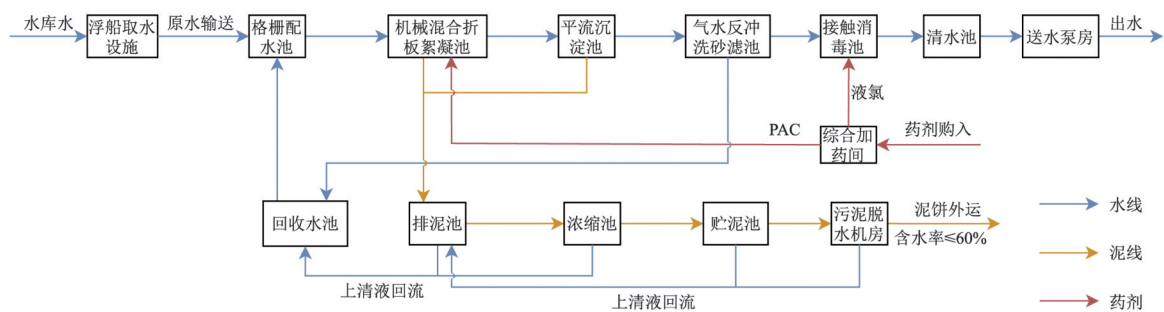 水库水
浮船取水
设施
原水输送
格栅配
水池
机械混合折
板絮凝池
平流沉
淀池
气水反冲
洗砂滤池
接触消
毒池
清水池
送水泵房
出水
液氯
PAC
综合加
药间
药剂购入
回收水池
排泥池
浓缩池
贮泥池
污泥脱
水机房
泥饼外运
含水率≤60%
上清液回流
上清液回流
水线
泥线
药剂